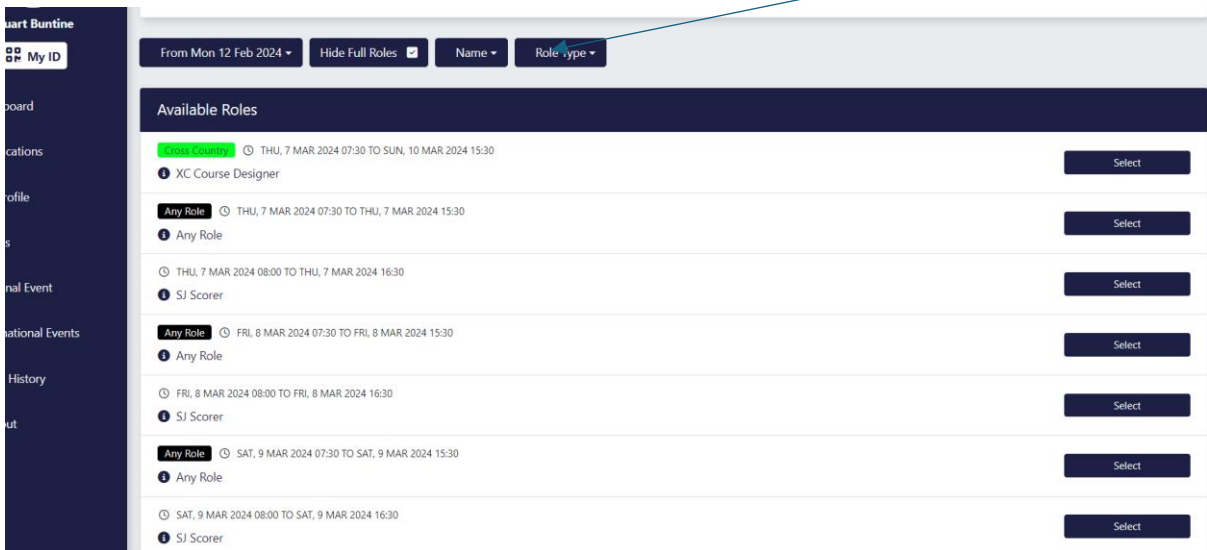 uart Buntine
My ID
board
cations
rofile
s
nal Event
national Events
History
ut
From Mon 12 Feb 2024
Hide Full Roles
Name
Role Type
Available Roles
Cross Country THU, 7 MAR 2024 07:30 TO SUN, 10 MAR 2024 15:30
XC Course Designer
Select
Any Role THU, 7 MAR 2024 07:30 TO THU, 7 MAR 2024 15:30
Any Role
Select
THU, 7 MAR 2024 08:00 TO THU, 7 MAR 2024 16:30
SJ Scorer
Select
Any Role FRI, 8 MAR 2024 07:30 TO FRI, 8 MAR 2024 15:30
Any Role
Select
FRI, 8 MAR 2024 08:00 TO FRI, 8 MAR 2024 16:30
SJ Scorer
Select
Any Role SAT, 9 MAR 2024 07:30 TO SAT, 9 MAR 2024 15:30
Any Role
Select
SAT, 9 MAR 2024 08:00 TO SAT, 9 MAR 2024 16:30
SJ Scorer
Select